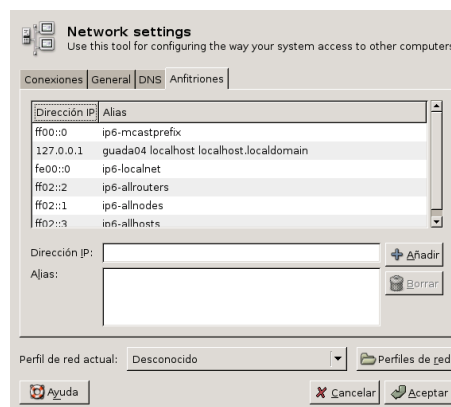 Network settings
Use this tool for configuring the way your system access to other computers
Conexiones General DNS Anfitriones
Dirección IP Alias
ff00::0 ip6-mcastprefix
127.0.0.1 guada04 localhost localhost.localdomain
fe00::0 ip6-localnet
ff02::2 ip6-allrouters
ff02::1 ip6-allnodes
ff02::3 ip6-allhosts
Dirección IP:
Añadir
Alias:
Borrar
Perfil de red actual: Desconocido Perfiles de red
Ayuda Cancelar Aceptar